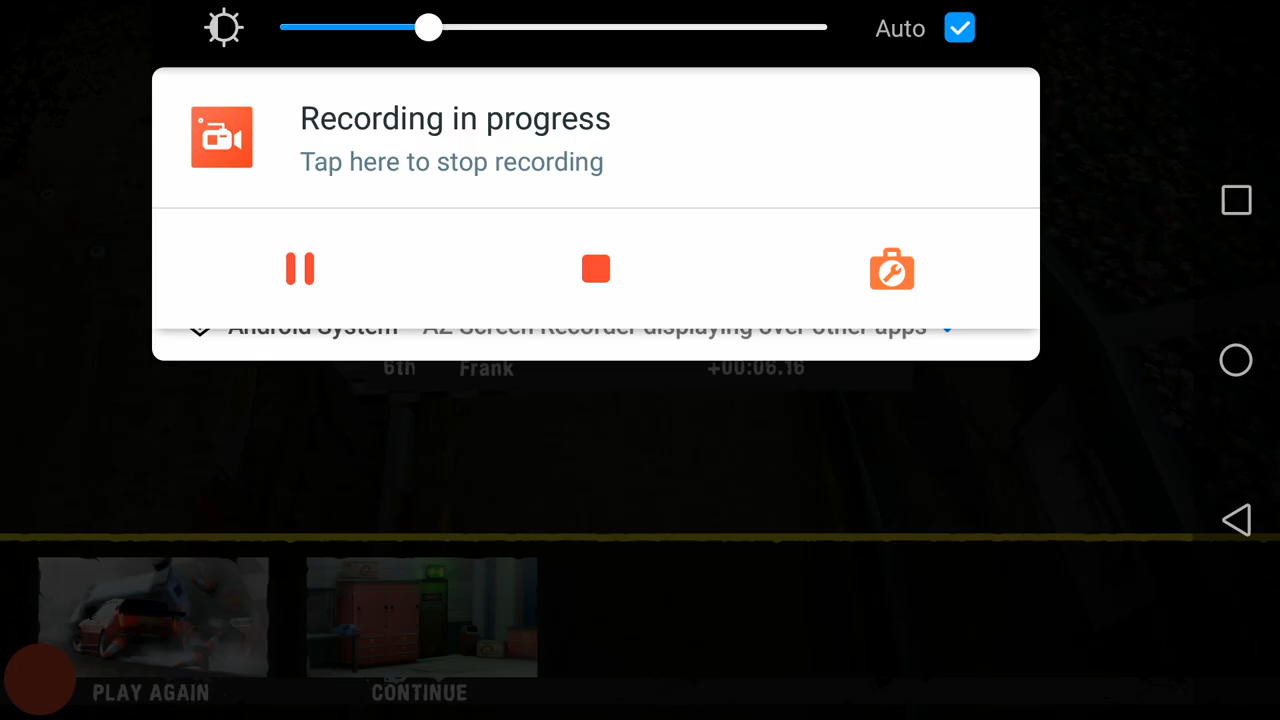 Auto
Recording in progress
Tap here to stop recording
Android System AZ Screen Recorder displaying over other apps
6th Frank +00:06.16
PLAY AGAIN CONTINUE